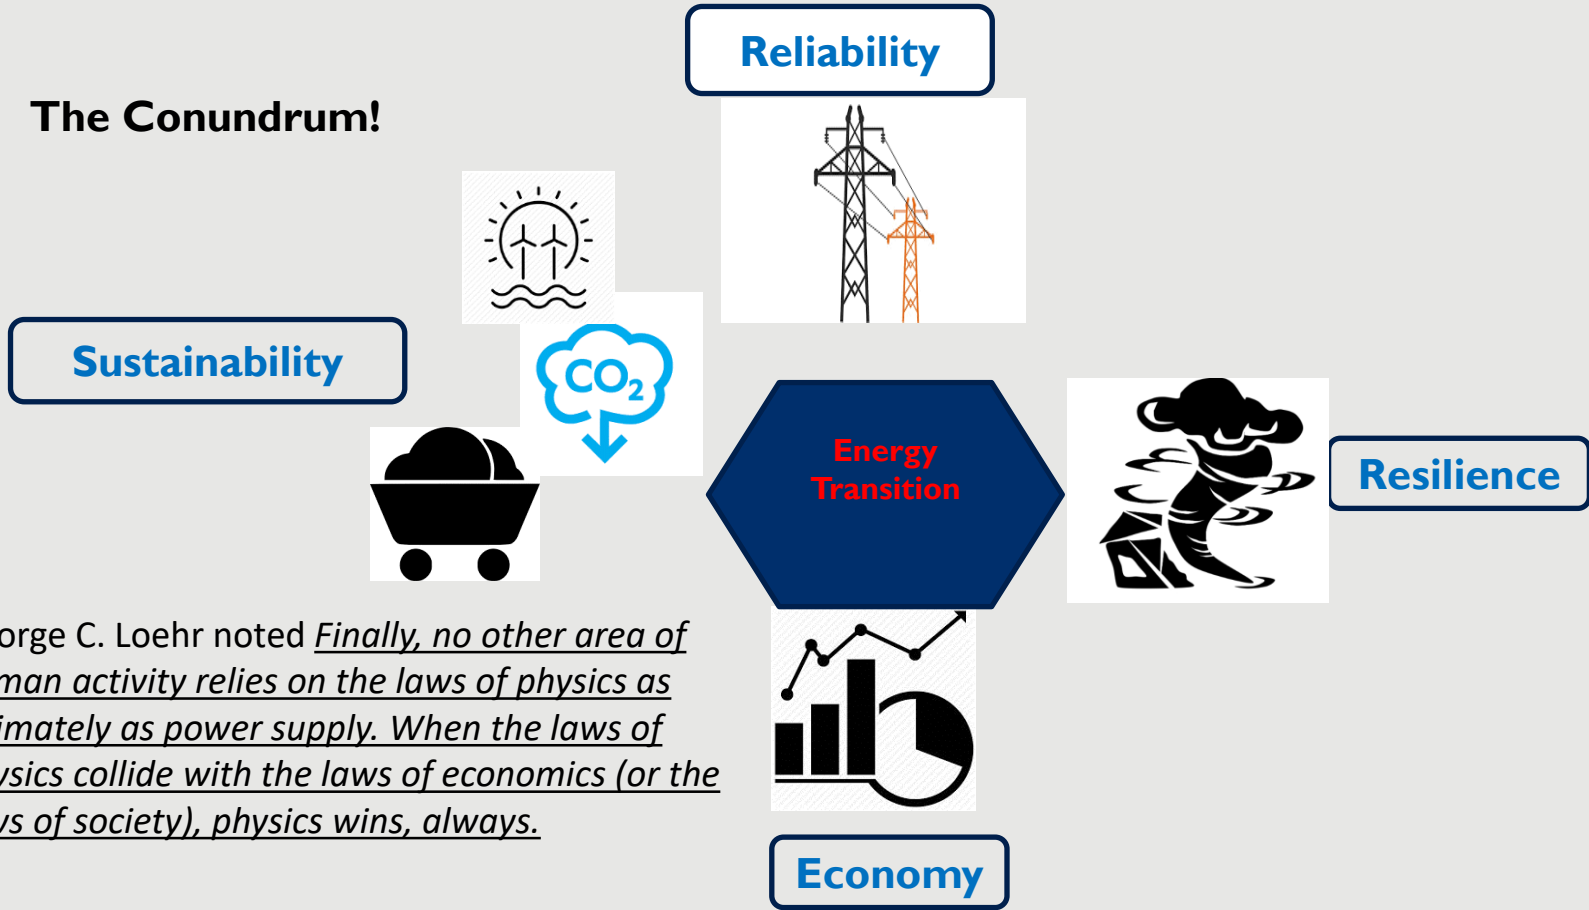 Reliability
The Conundrum!
Sustainability
CO2
Energy
Transition
Resilience
orge C. Loehr noted Finally, no other area of
man activity relies on the laws of physics as
imately as power supply. When the laws of
ysics collide with the laws of economics (or the
ws of society), physics wins, always.
Economy